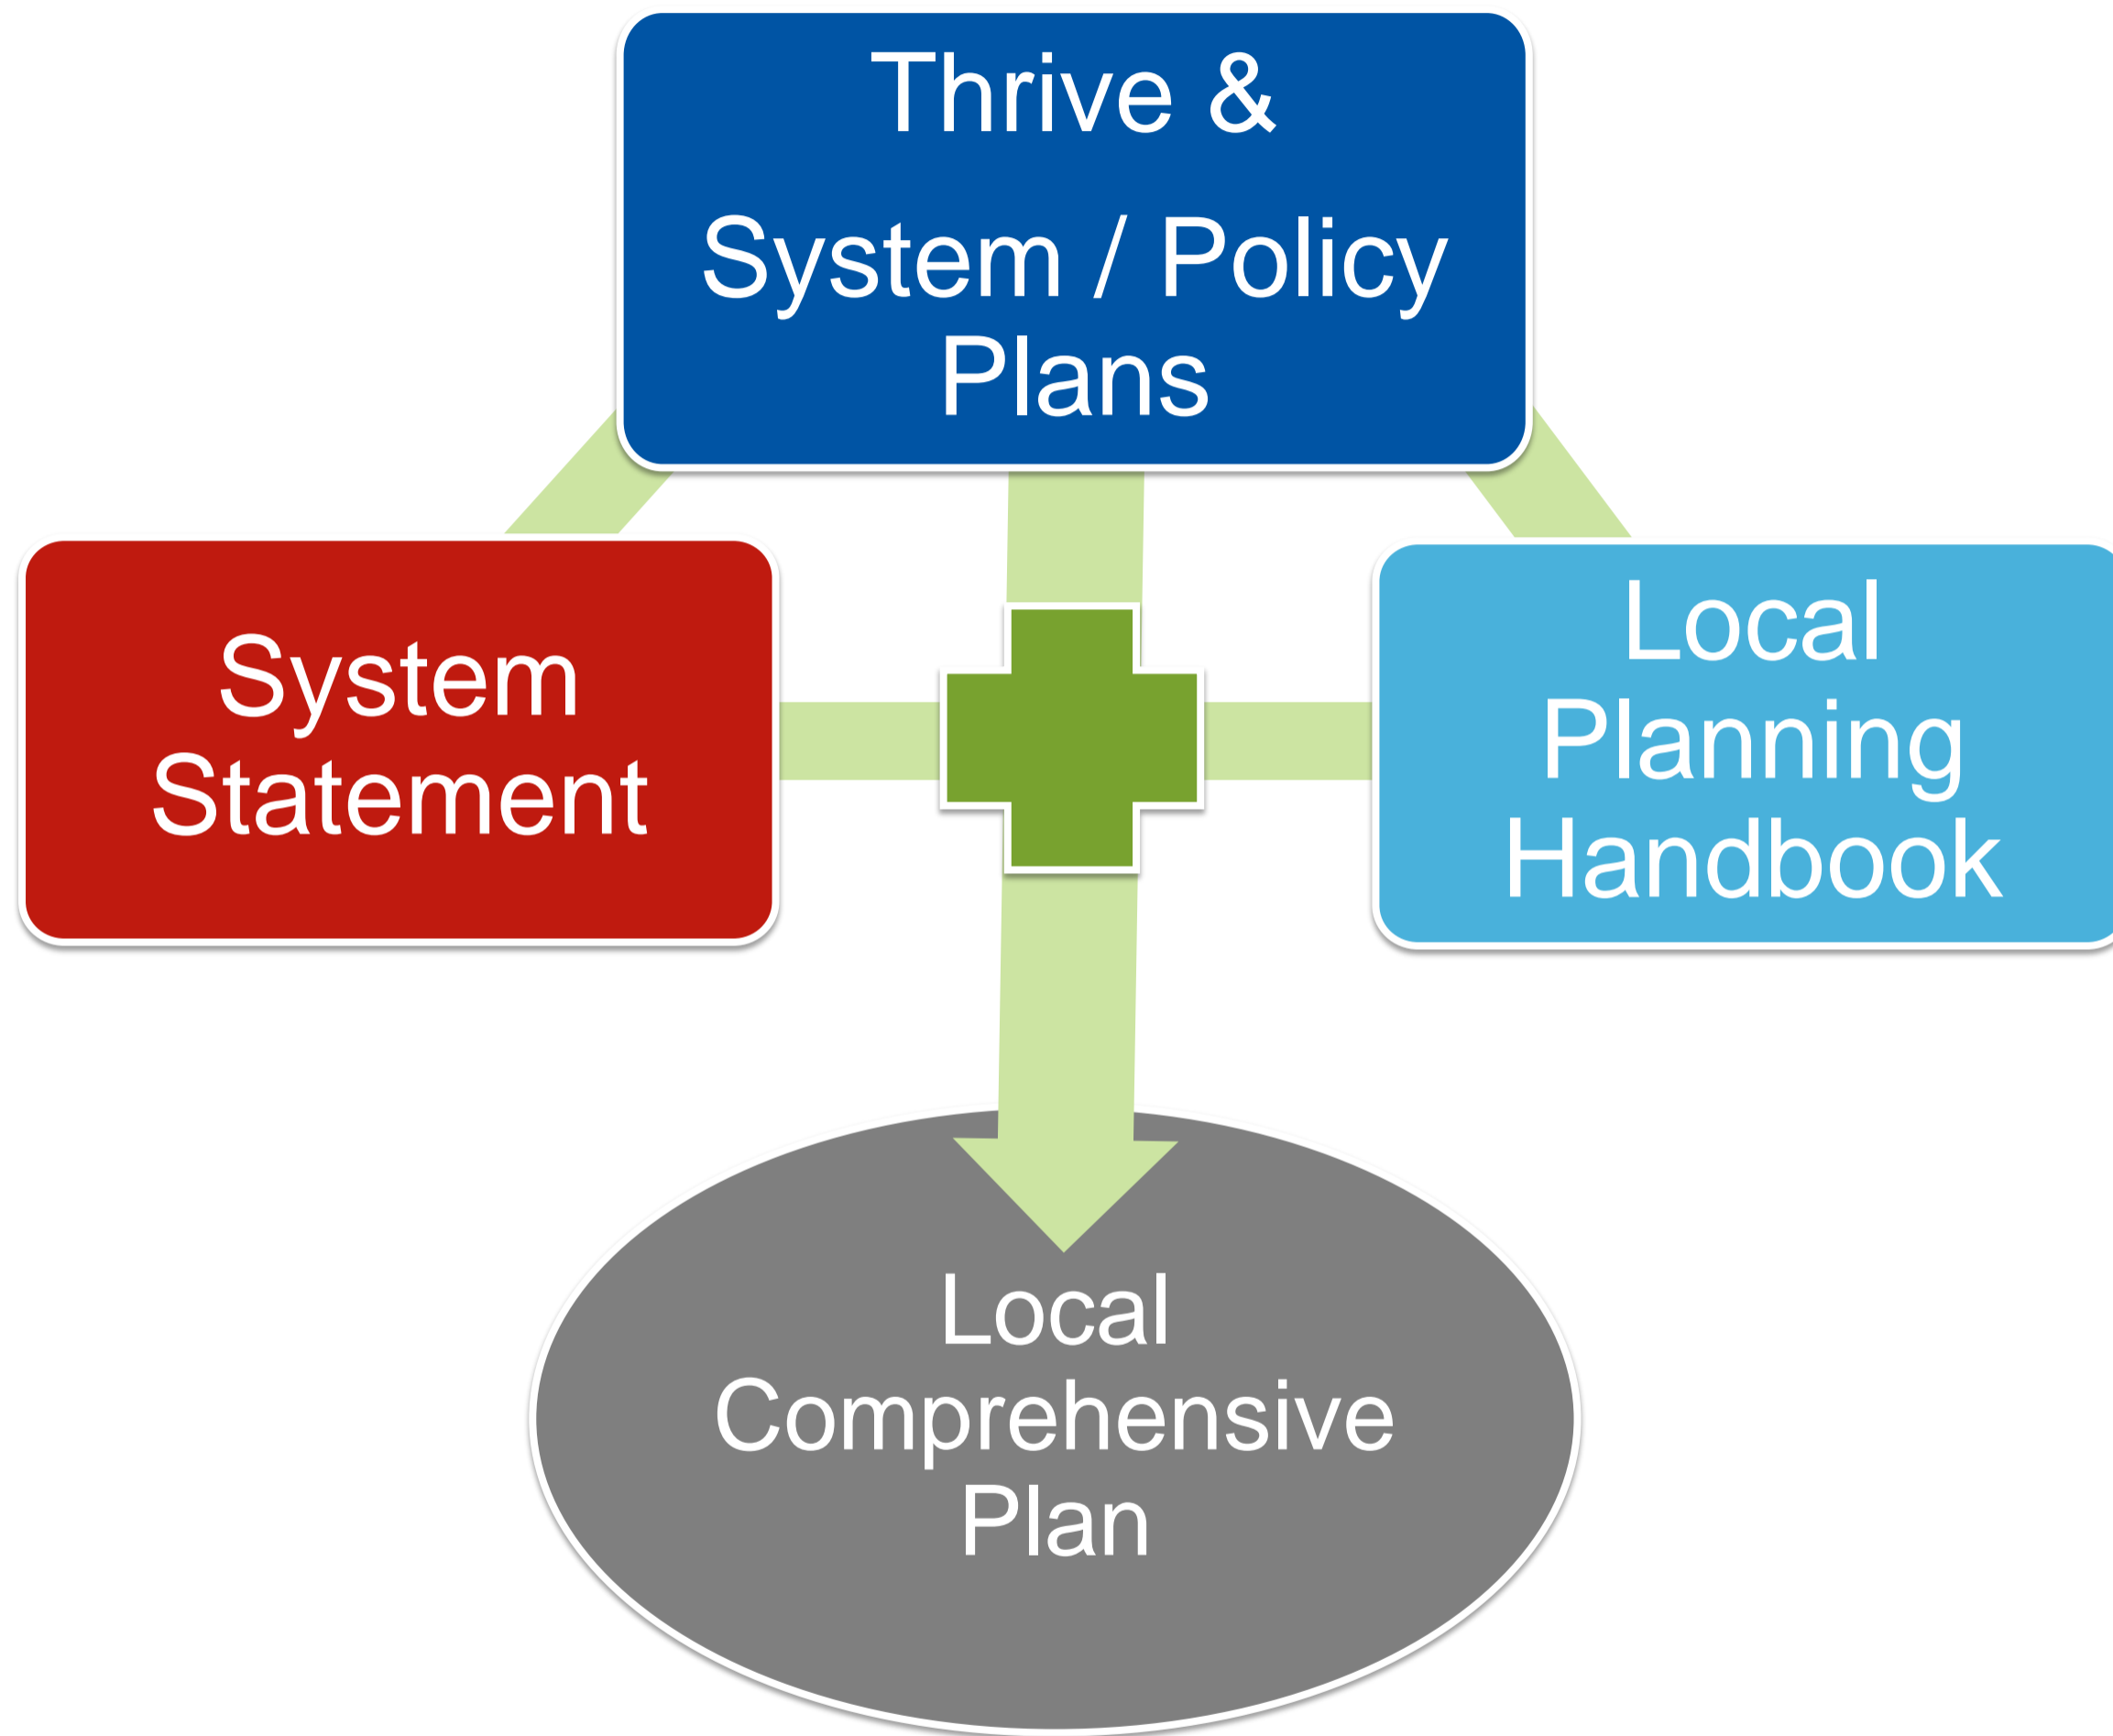 Thrive &
System / Policy
Plans
System
Statement
Local
Planning
Handbook
Local
Comprehensive
Plan